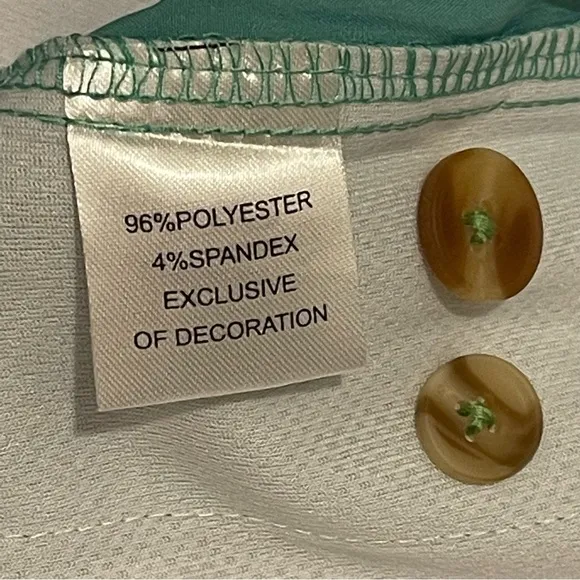 96%POLYESTER
4%SPANDEX
EXCLUSIVE
OF DECORATION